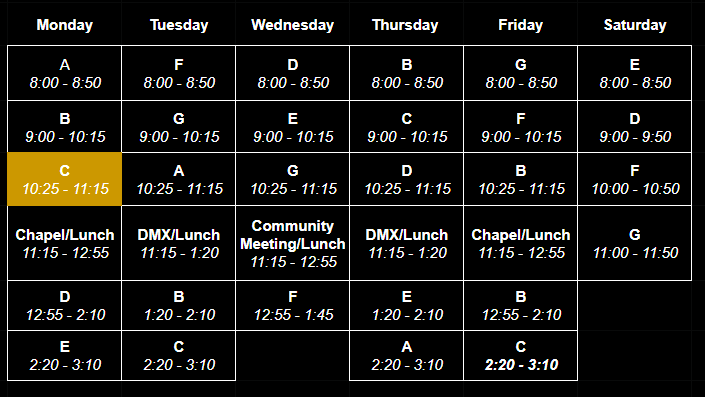 Monday Tuesday Wednesday Thursday Friday Saturday
A F D B G E
8:00 - 8:50 8:00 - 8:50 8:00 - 8:50 8:00 - 8:50 8:00 - 8:50 8:00 - 8:50
B G E C F D
9:00 - 10:15 9:00 - 10:15 9:00 - 10:15 9:00 - 10:15 9:00 - 10:15 9:00 - 9:50
C A G D B F
10:25 - 11:15 10:25 - 11:15 10:25 - 11:15 10:25 - 11:15 10:25 - 11:15 10:00 - 10:50
Chapel/Lunch DMX/Lunch Community Meeting/Lunch DMX/Lunch Chapel/Lunch G
11:15 - 12:55 11:15 - 1:20 11:15 - 12:55 11:15 - 1:20 11:15 - 12:55 11:00 - 11:50
D B F E B
12:55 - 2:10 1:20 - 2:10 12:55 - 1:45 1:20 - 2:10 12:55 - 2:10
E C A C
2:20 - 3:10 2:20 - 3:10 2:20 - 3:10 2:20 - 3:10